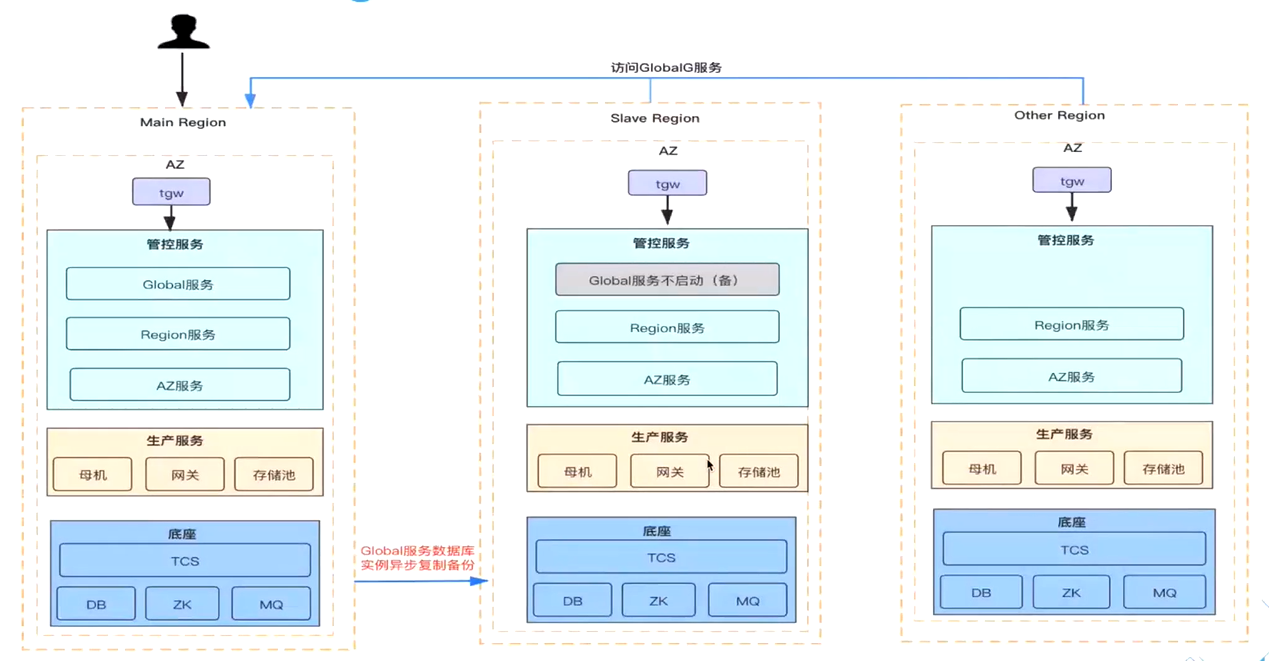 访问GlobalG服务
Main Region
AZ
tgw
管控服务
Global服务
Region服务
AZ服务
生产服务
母机
网关
存储池
底座
TCS
DB
ZK
MQ
Global服务数据库
实例异步复制备份
Slave Region
AZ
tgw
管控服务
Global服务不启动（备）
Region服务
AZ服务
生产服务
母机
网关
存储池
底座
TCS
DB
ZK
MQ
Other Region
AZ
tgw
管控服务
Region服务
AZ服务
生产服务
母机
网关
存储池
底座
TCS
DB
ZK
MQ